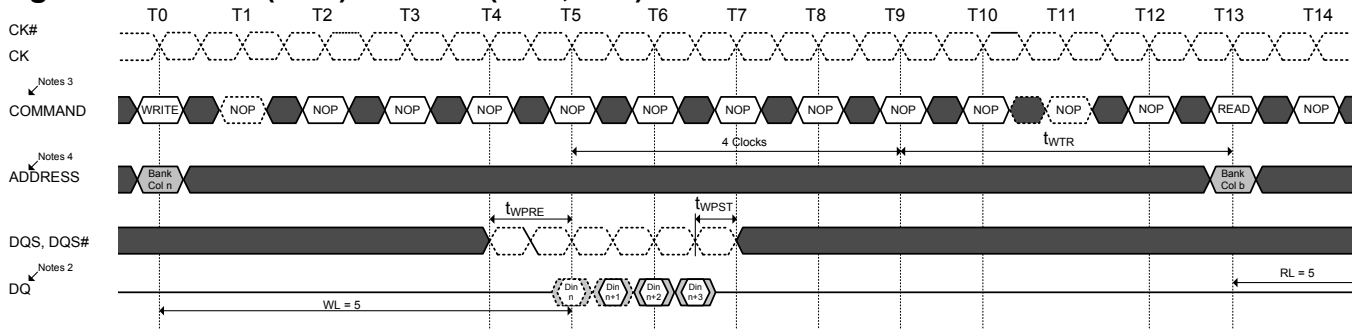 T0 T1 T2 T3 T4 T5 T6 T7 T8 T9 T10 T11 T12 T13 T14
CK#
CK
Notes 3
COMMAND
WRITE NOP NOP NOP NOP NOP NOP NOP NOP NOP NOP NOP NOP READ NOP
4 Clocks
tWTR
Notes 4
ADDRESS
Bank
Col n
Bank
Col b
tWPRE
tWPST
DQS, DQS#
Notes 2
DQ
Din
n
Din
n+1
Din
n+2
Din
n+3
RL = 5
WL = 5